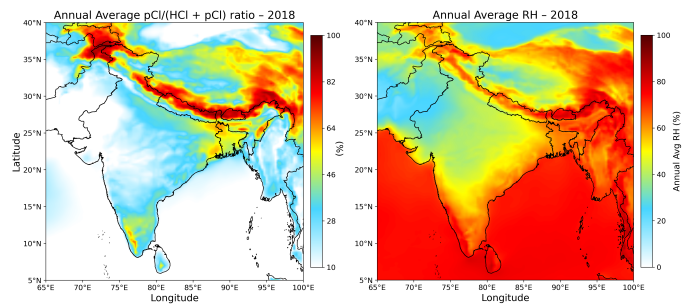 Annual Average pCl/(HCl + pCl) ratio – 2018
40°N
35°N
30°N
25°N
20°N
15°N
10°N
5°N
65°E
70°E
75°E
80°E
85°E
90°E
95°E
100°E
Longitude
Latitude
100
82
64
46
28
10
(%)
Annual Average RH – 2018
40°N
35°N
30°N
25°N
20°N
15°N
10°N
5°N
65°E
70°E
75°E
80°E
85°E
90°E
95°E
100°E
Longitude
100
80
60
40
20
0
Annual Avg RH (%)